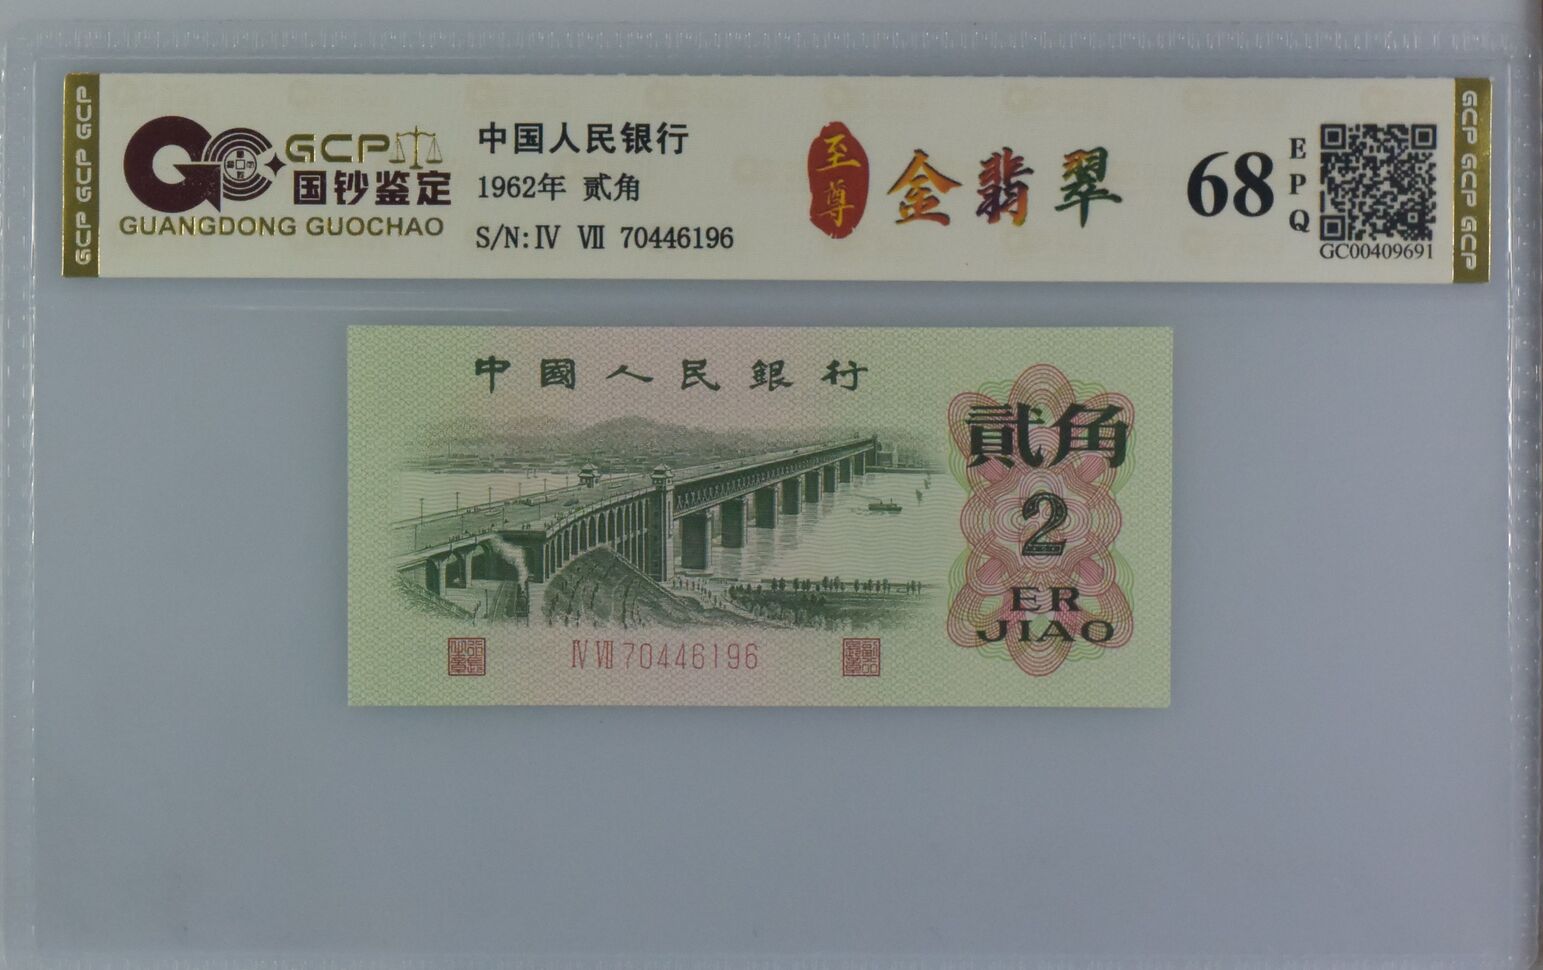 GCP GCP GCP
GCP
国钞鉴定
GUANGDONG GUOCHAO
中国人民银行
1962年 贰角
S/N: IV VII 70446196
至尊
金翡翠
68
EPQ
GC00409691
GCP GCP GCP
中國人民銀行
貳角
2
ER
JIAO
IV VII 70446196